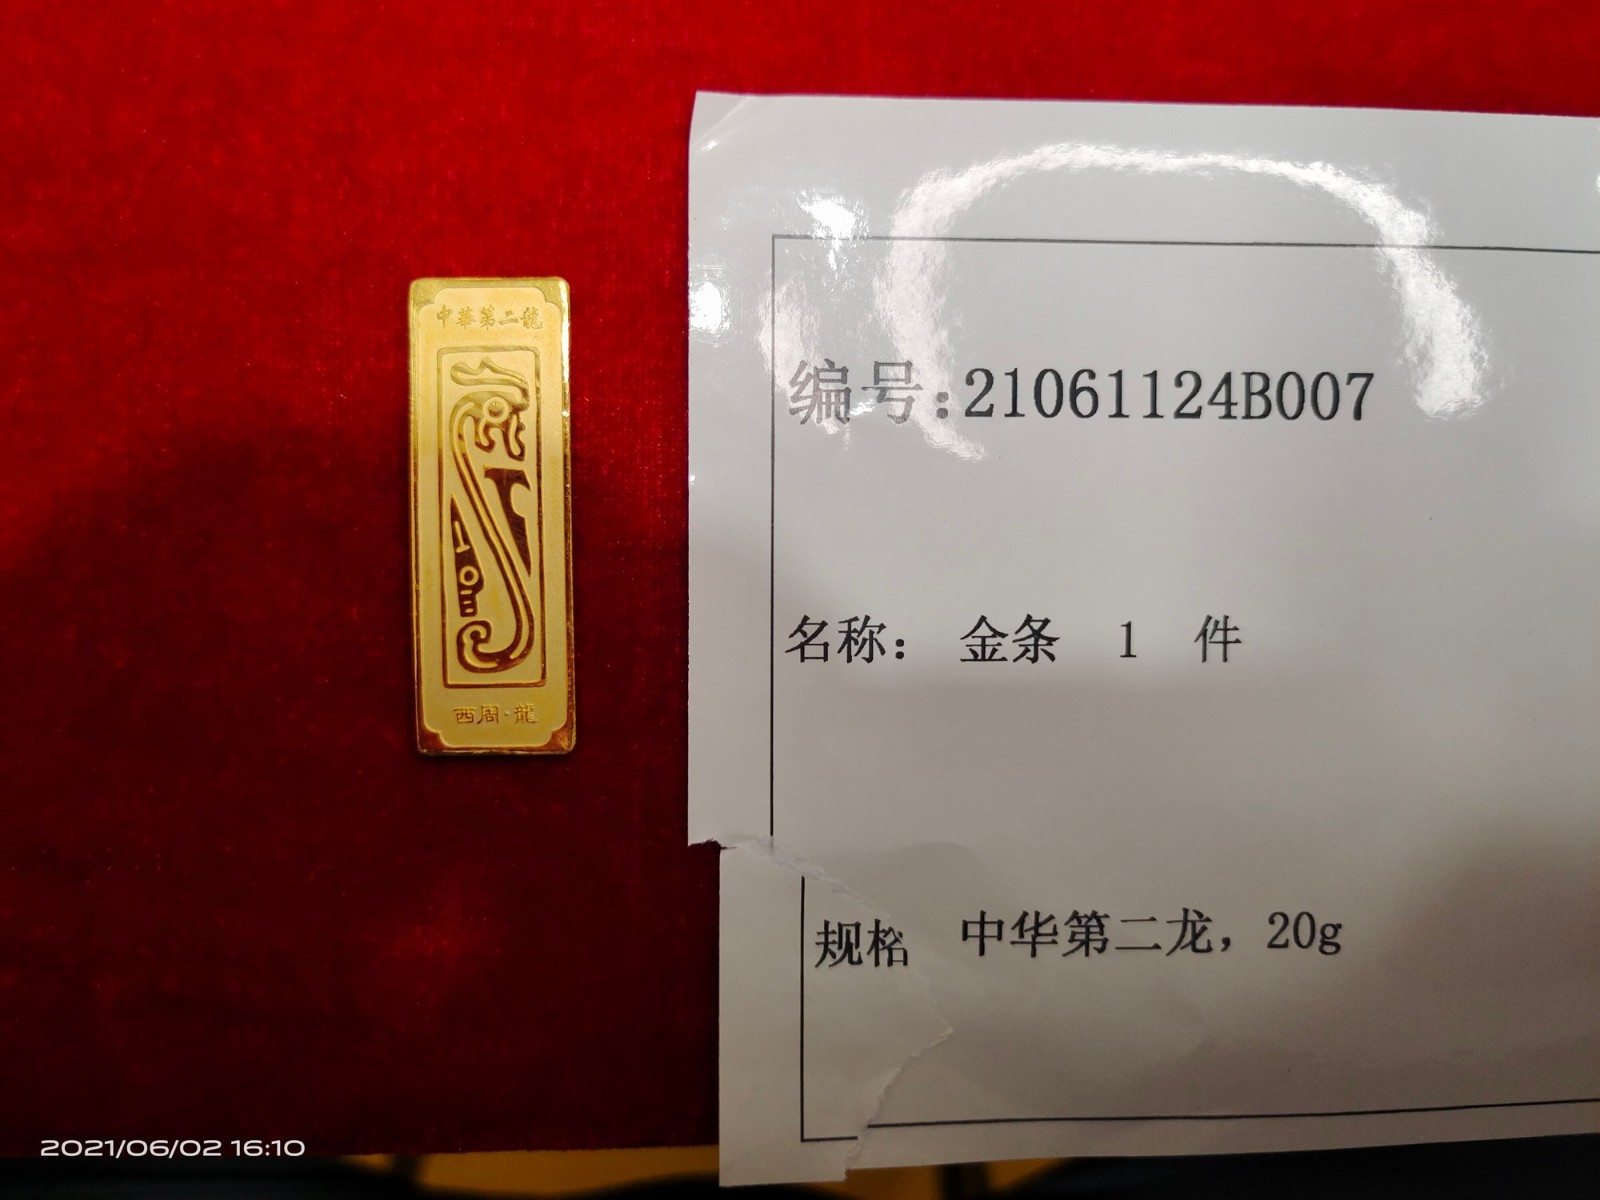 中華第二龍
西周·龍
编号:21061124B007
名称: 金条 1 件
规格 中华第二龙, 20g
2021/06/02 16:10